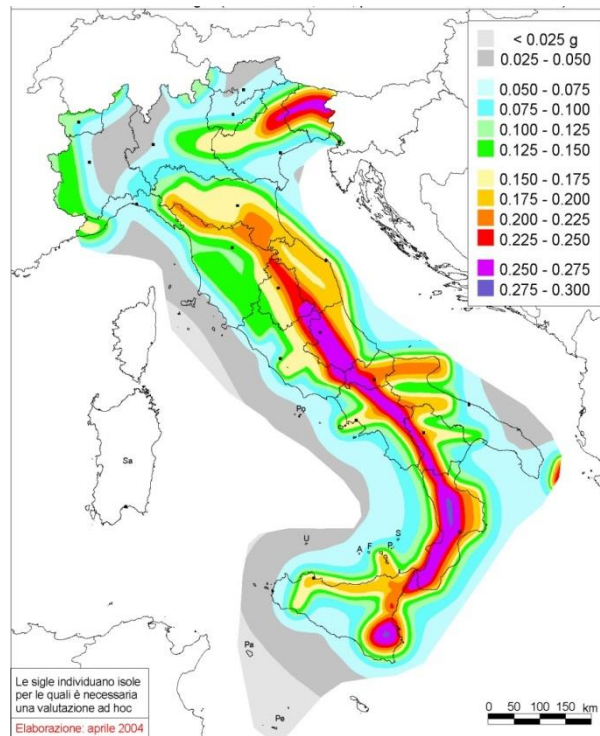 < 0.025 g
0.025 - 0.050
0.050 - 0.075
0.075 - 0.100
0.100 - 0.125
0.125 - 0.150
0.150 - 0.175
0.175 - 0.200
0.200 - 0.225
0.225 - 0.250
0.250 - 0.275
0.275 - 0.300
Po
Sa
U
A
F
P
S
Pa
Pe
Le sigle individuano isole
per le quali è necessaria
una valutazione ad hoc
Elaborazione: aprile 2004
0 50 100 150 km